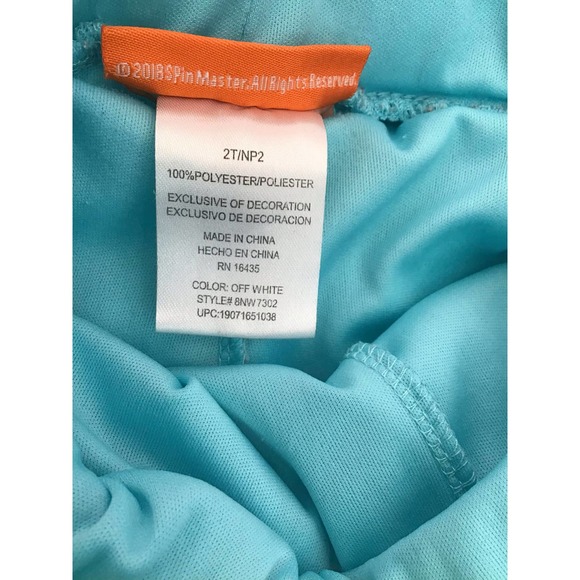 © 2018 SPin Master. All Rights Reserved.
2T/NP2
100%POLYESTER/POLIESTER
EXCLUSIVE OF DECORATION
EXCLUSIVO DE DECORACION
MADE IN CHINA
HECHO EN CHINA
RN 16435
COLOR: OFF WHITE
STYLE# 8NW7302
UPC:19071651038